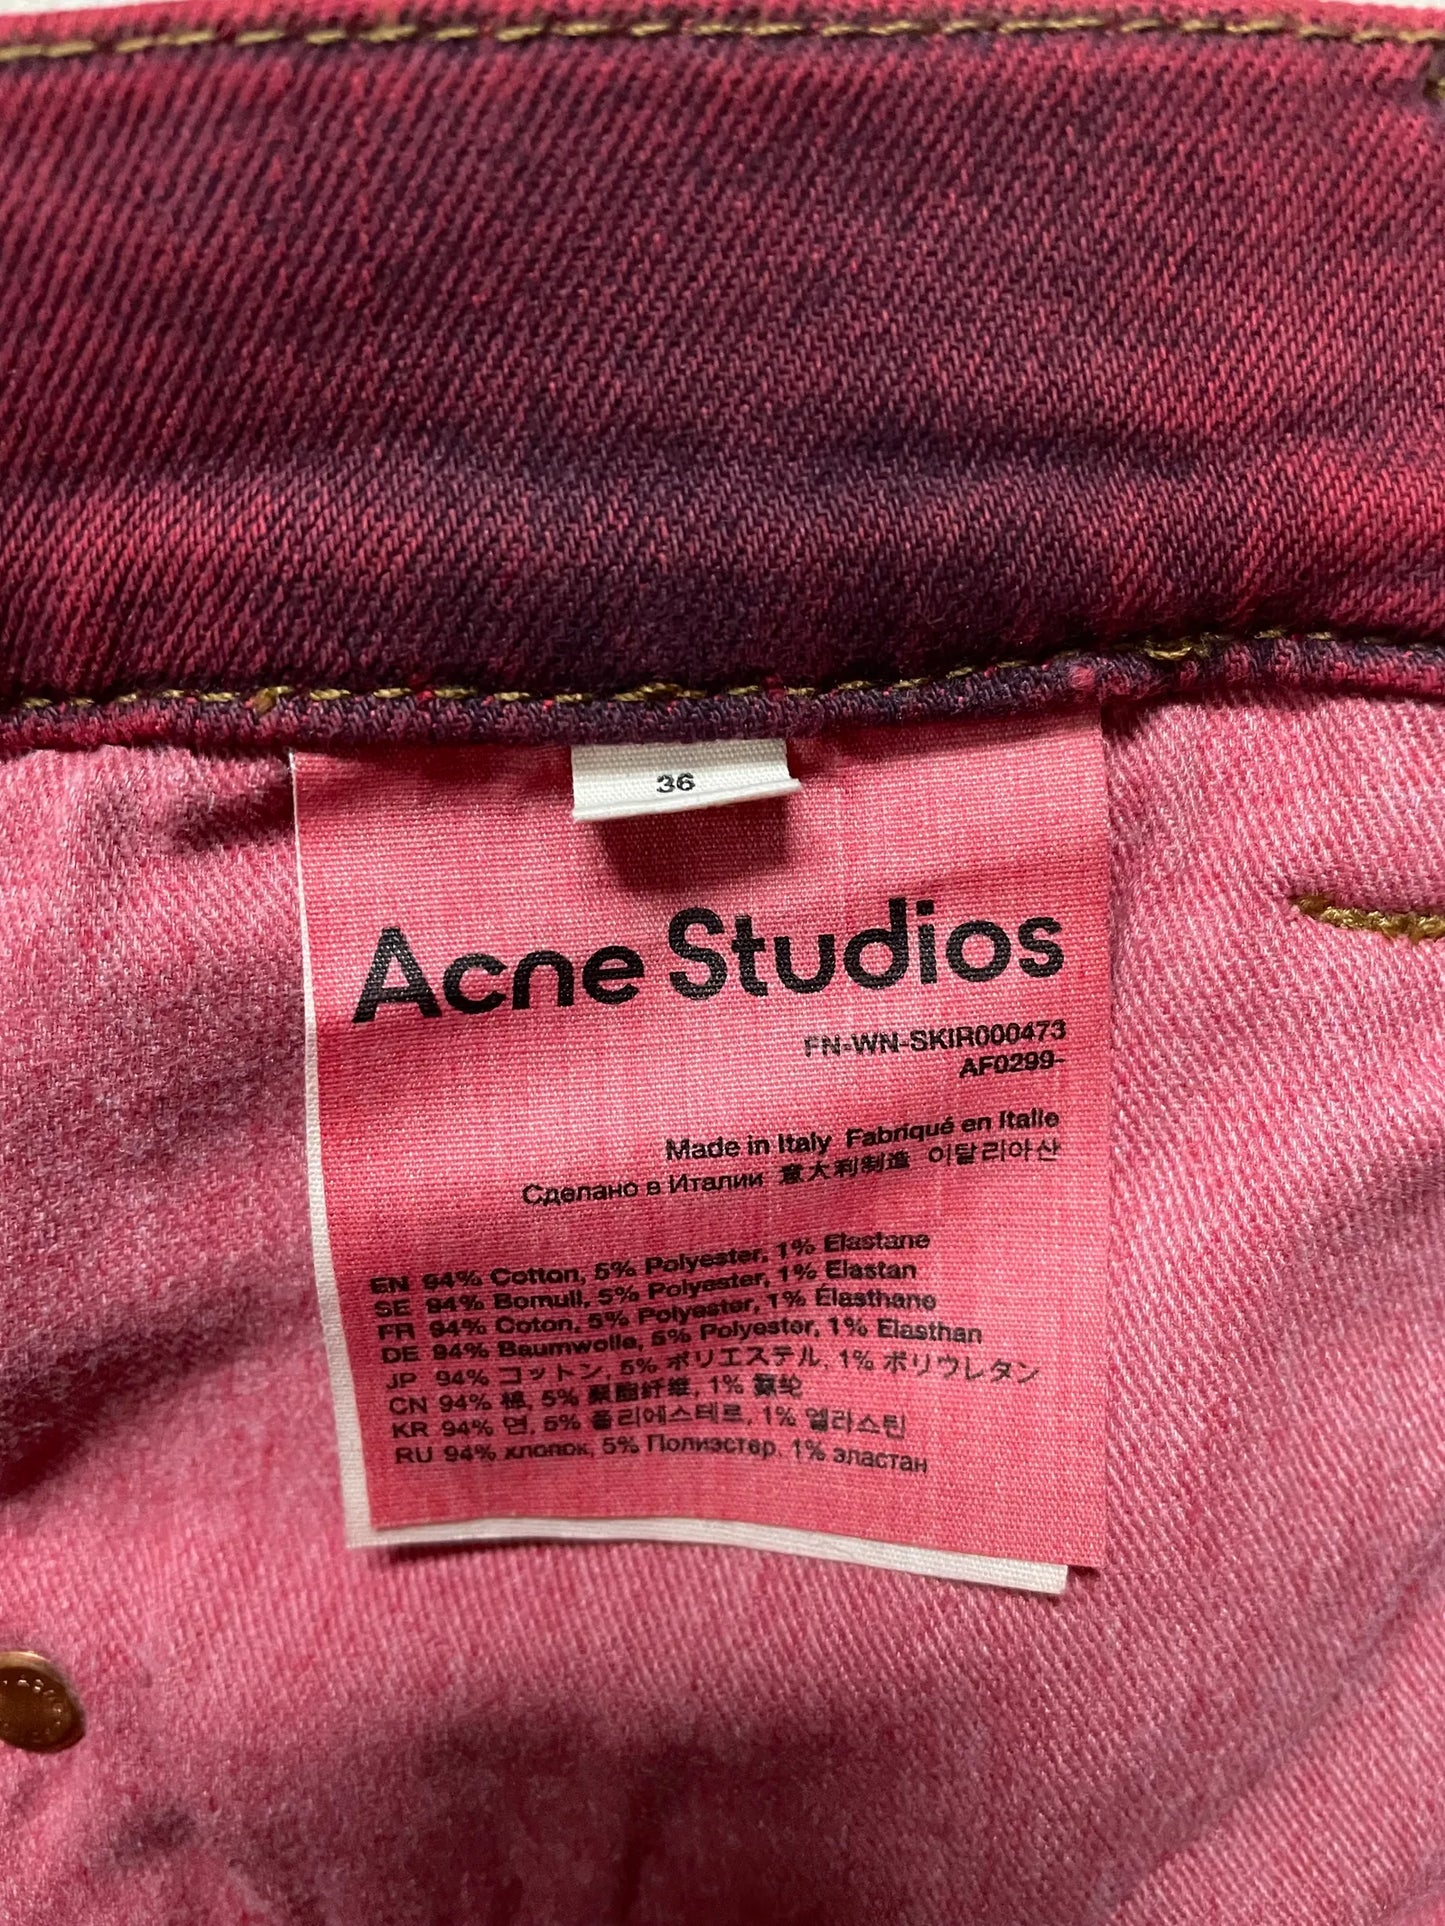 36
Acne Studios
FN-WN-SKIR000473
AF0299-
Made in Italy Fabriqué en Italie
Сделано в Италии 意大利制造 이탈리아산
EN 94% Cotton, 5% Polyester, 1% Elastane
SE 94% Bomull, 5% Polyester, 1% Elastan
FR 94% Coton, 5% Polyester, 1% Élasthane
DE 94% Baumwolle, 5% Polyester, 1% Elasthan
JP 94% コットン, 5% ポリエステル, 1% ポリウレタン
CN 94% 棉, 5% 聚脂纤维, 1% 氨纶
KR 94% 면, 5% 폴리에스테르, 1% 엘라스틴
RU 94% хлопок, 5% Полиэстер. 1% эластан